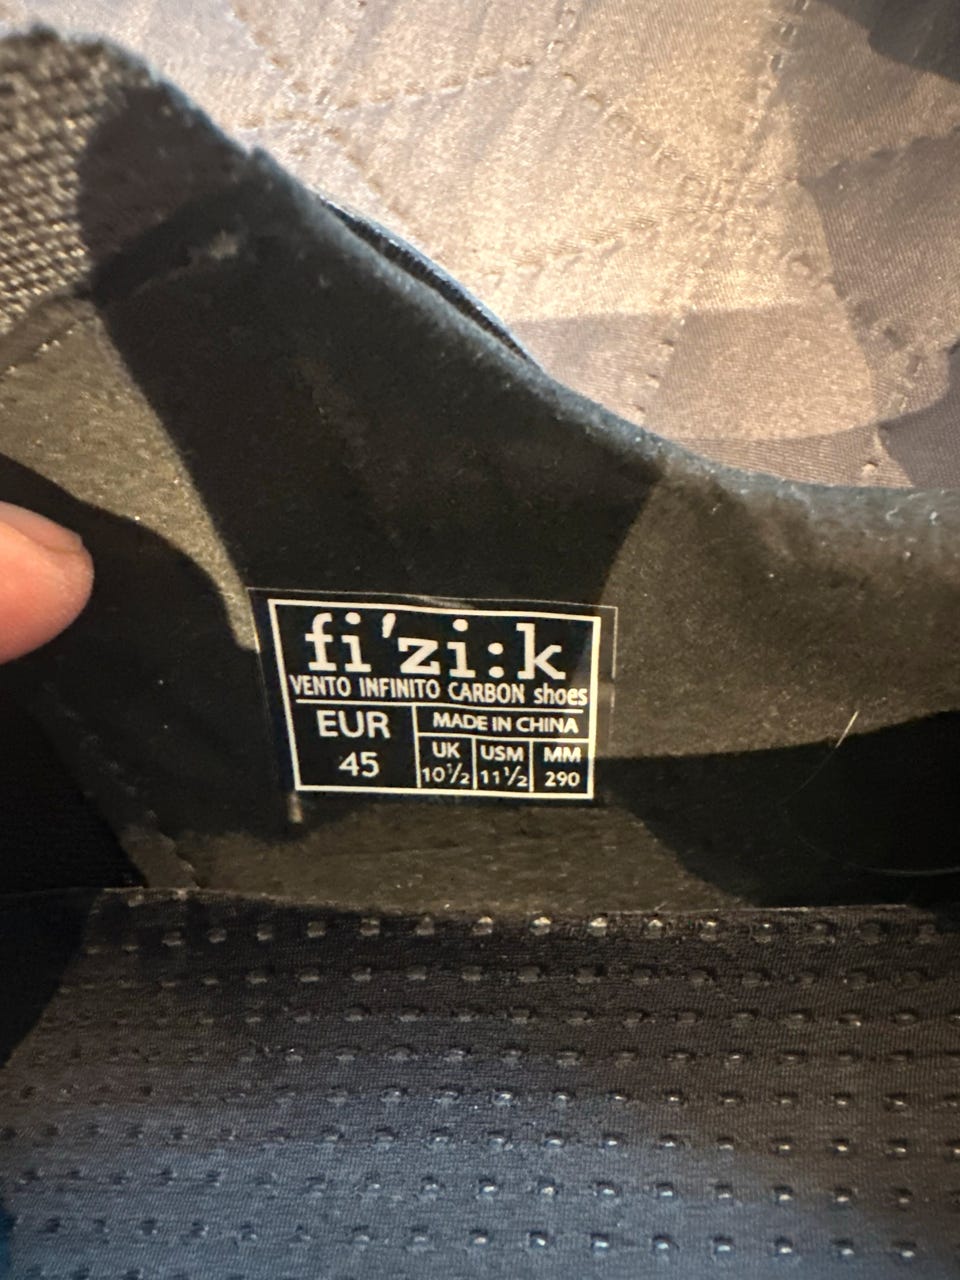 fi'zi:k
VENTO INFINITO CARBON shoes
EUR
45
MADE IN CHINA
UK USM MM
10½ 11½ 290